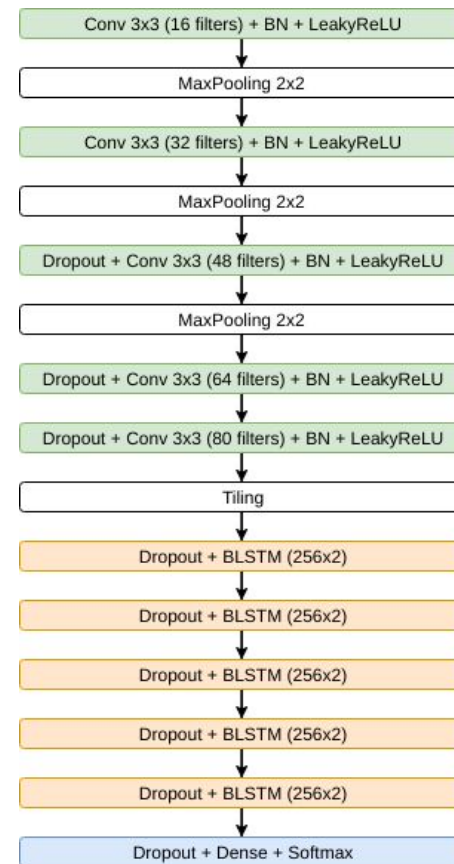 Conv 3x3 (16 filters) + BN + LeakyReLU
MaxPooling 2x2
Conv 3x3 (32 filters) + BN + LeakyReLU
MaxPooling 2x2
Dropout + Conv 3x3 (48 filters) + BN + LeakyReLU
MaxPooling 2x2
Dropout + Conv 3x3 (64 filters) + BN + LeakyReLU
Dropout + Conv 3x3 (80 filters) + BN + LeakyReLU
Tiling
Dropout + BLSTM (256x2)
Dropout + BLSTM (256x2)
Dropout + BLSTM (256x2)
Dropout + BLSTM (256x2)
Dropout + BLSTM (256x2)
Dropout + Dense + Softmax